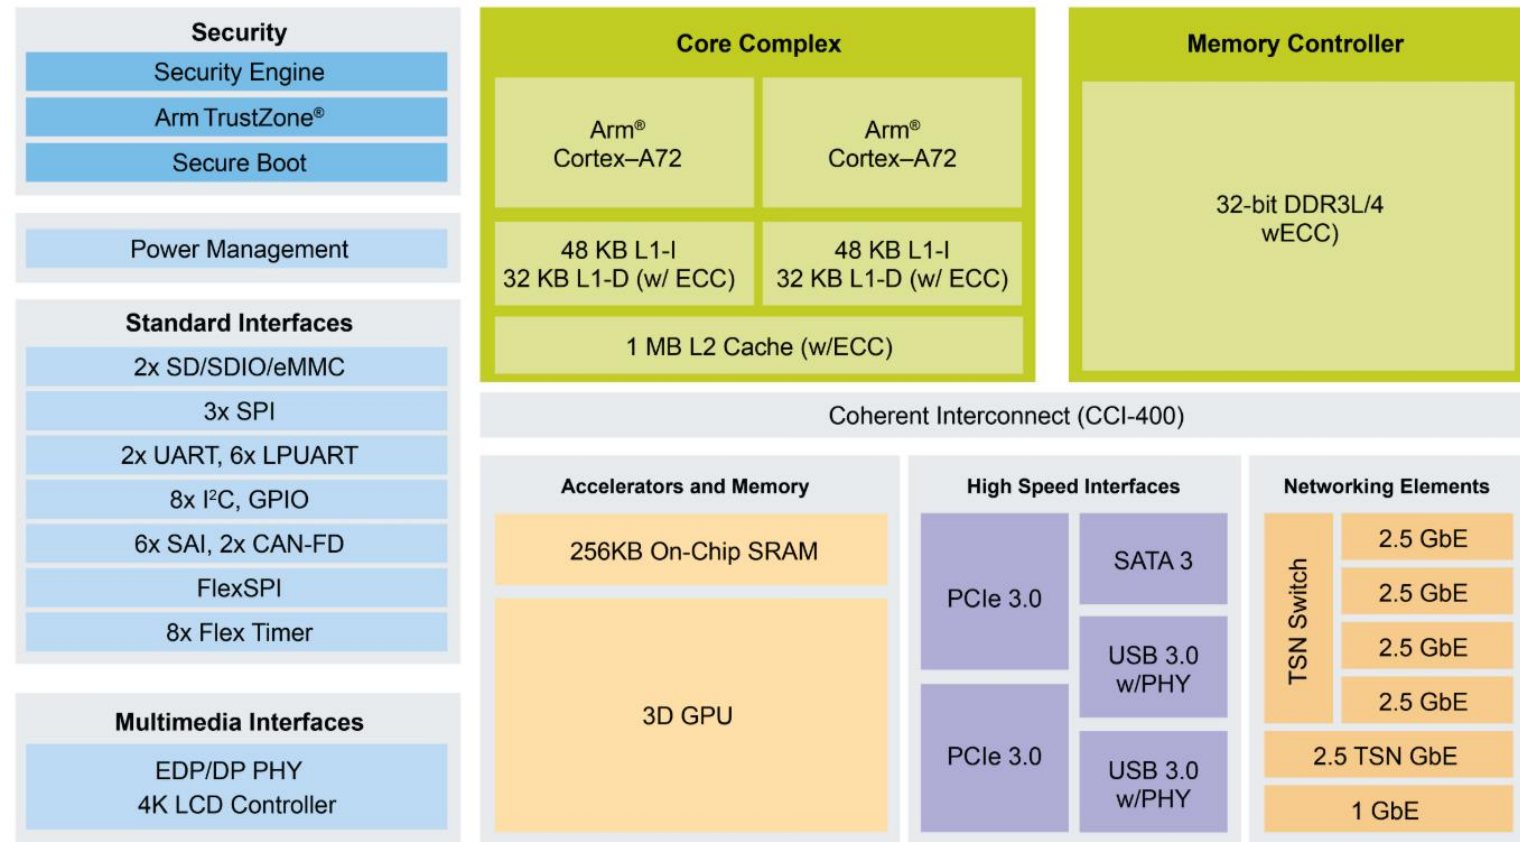 Security
Security Engine
Arm TrustZone®
Secure Boot
Power Management
Standard Interfaces
2x SD/SDIO/eMMC
3x SPI
2x UART, 6x LPUART
8x I²C, GPIO
6x SAI, 2x CAN-FD
FlexSPI
8x Flex Timer
Multimedia Interfaces
EDP/DP PHY
4K LCD Controller
Core Complex
Arm®
Cortex–A72
Arm®
Cortex–A72
48 KB L1-I
32 KB L1-D (w/ ECC)
48 KB L1-I
32 KB L1-D (w/ ECC)
1 MB L2 Cache (w/ECC)
Memory Controller
32-bit DDR3L/4
wECC)
Coherent Interconnect (CCI-400)
Accelerators and Memory
256KB On-Chip SRAM
3D GPU
High Speed Interfaces
PCIe 3.0
PCIe 3.0
SATA 3
USB 3.0
w/PHY
USB 3.0
w/PHY
Networking Elements
TSN Switch
2.5 GbE
2.5 GbE
2.5 GbE
2.5 GbE
2.5 TSN GbE
1 GbE